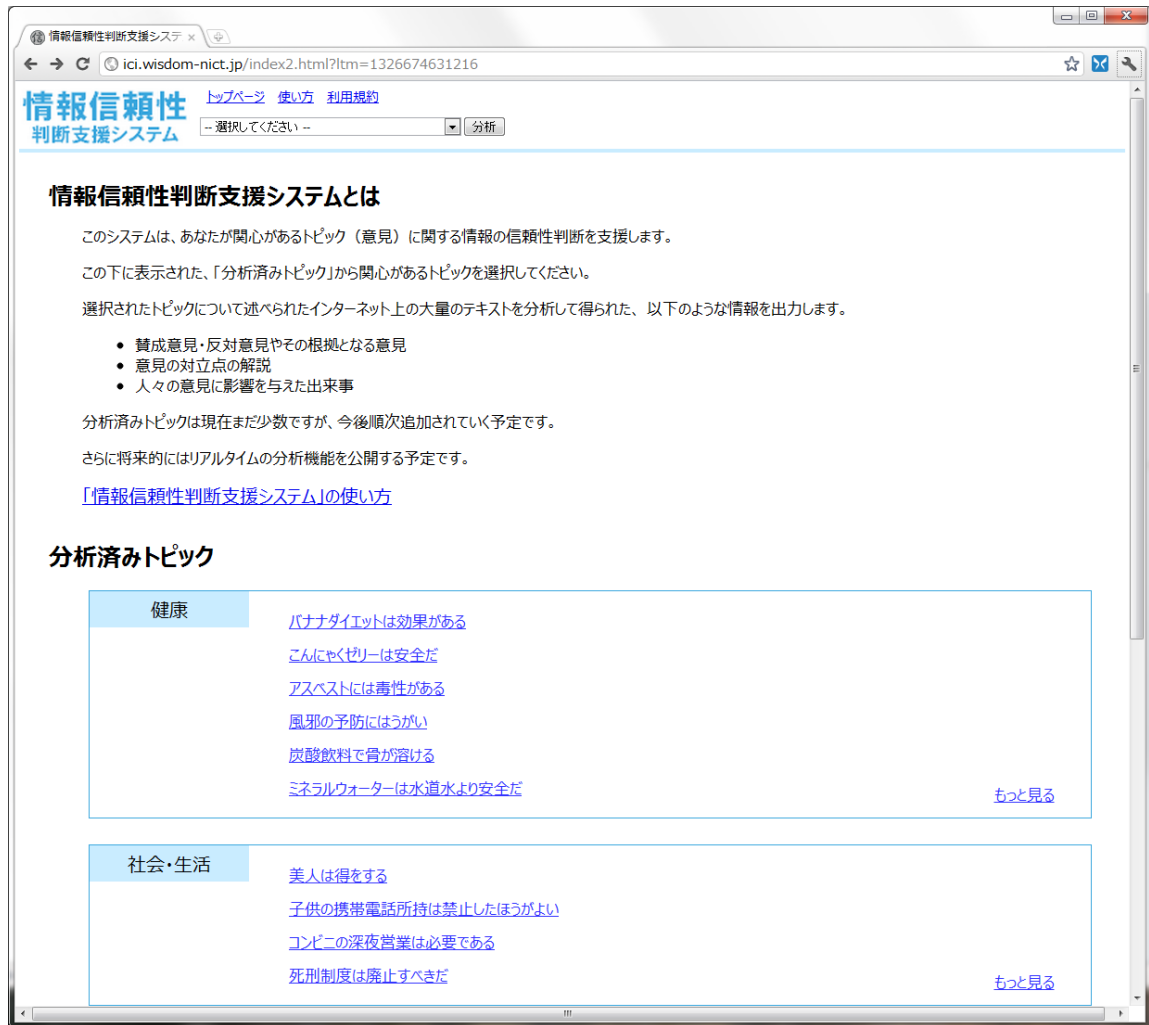 情報信頼性判断支援システ
ici.wisdom-nict.jp/index2.html?ltm=1326674631216
情報信頼性
判断支援システム
トップページ 使い方 利用規約
-- 選択してください -- 分析
情報信頼性判断支援システムとは
このシステムは、あなたが関心があるトピック（意見）に関する情報の信頼性判断を支援します。
この下に表示された、「分析済みトピック」から関心があるトピックを選択してください。
選択されたトピックについて述べられたインターネット上の大量のテキストを分析して得られた、以下のような情報を出力します。
• 賛成意見・反対意見やその根拠となる意見
• 意見の対立点の解説
• 人々の意見に影響を与えた出来事
分析済みトピックは現在まだ少数ですが、今後順次追加されていく予定です。
さらに将来的にはリアルタイムの分析機能を公開する予定です。
「情報信頼性判断支援システム」の使い方
分析済みトピック
健康
バナナダイエットは効果がある
こんにゃくゼリーは安全だ
アスベストには毒性がある
風邪の予防にはうがい
炭酸飲料で骨が溶ける
ミネラルウォーターは水道水より安全だ
もっと見る
社会・生活
美人は得をする
子供の携帯電話所持は禁止したほうがよい
コンビニの深夜営業は必要である
死刑制度は廃止すべきだ
もっと見る